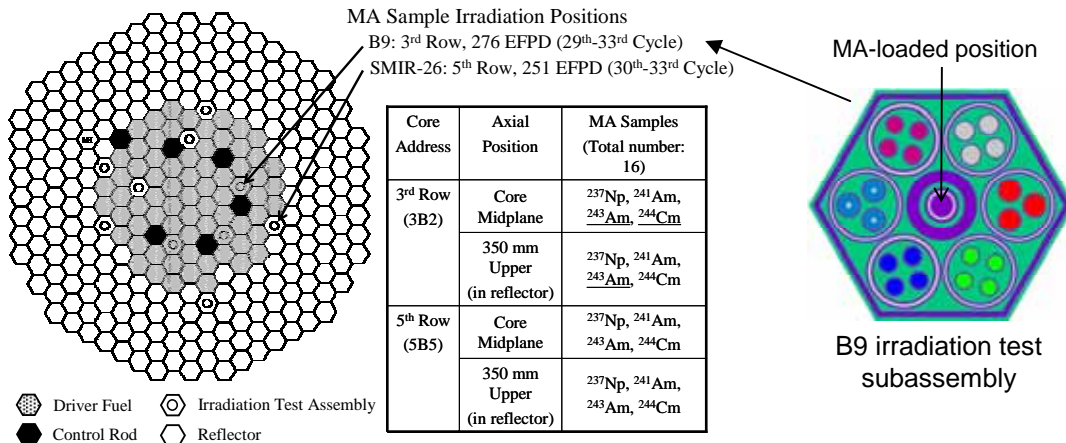 MA Sample Irradiation Positions
B9: 3rd Row, 276 EFPD (29th-33rd Cycle)
SMIR-26: 5th Row, 251 EFPD (30th-33rd Cycle)
Core Address
Axial Position
MA Samples (Total number: 16)
3rd Row (3B2)
Core Midplane
237Np, 241Am,
243Am, 244Cm
350 mm Upper (in reflector)
237Np, 241Am,
243Am, 244Cm
5th Row (5B5)
Core Midplane
237Np, 241Am,
243Am, 244Cm
350 mm Upper (in reflector)
237Np, 241Am,
243Am, 244Cm
Driver Fuel
Irradiation Test Assembly
Control Rod
Reflector
MA-loaded position
B9 irradiation test
subassembly